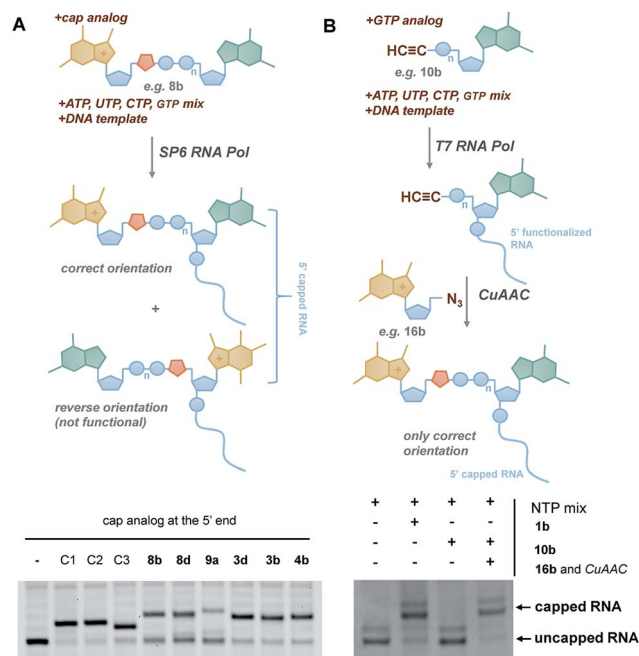 A
+cap analog
n
e.g. 8b
+ATP, UTP, CTP, GTP mix
+DNA template
SP6 RNA Pol
+
n
correct orientation
+
5' capped RNA
n
+
reverse orientation
(not functional)
cap analog at the 5' end
- C1 C2 C3 8b 8d 9a 3d 3b 4b
B
+GTP analog
HC≡C
n
e.g. 10b
+ATP, UTP, CTP, GTP mix
+DNA template
T7 RNA Pol
HC≡C
n
5' functionalized
RNA
+
N3
CuAAC
e.g. 16b
+
n
only correct
orientation
5' capped RNA
+ + + + NTP mix
- + - - 1b
- - + + 10b
- - - + 16b and CuAAC
capped RNA
uncapped RNA